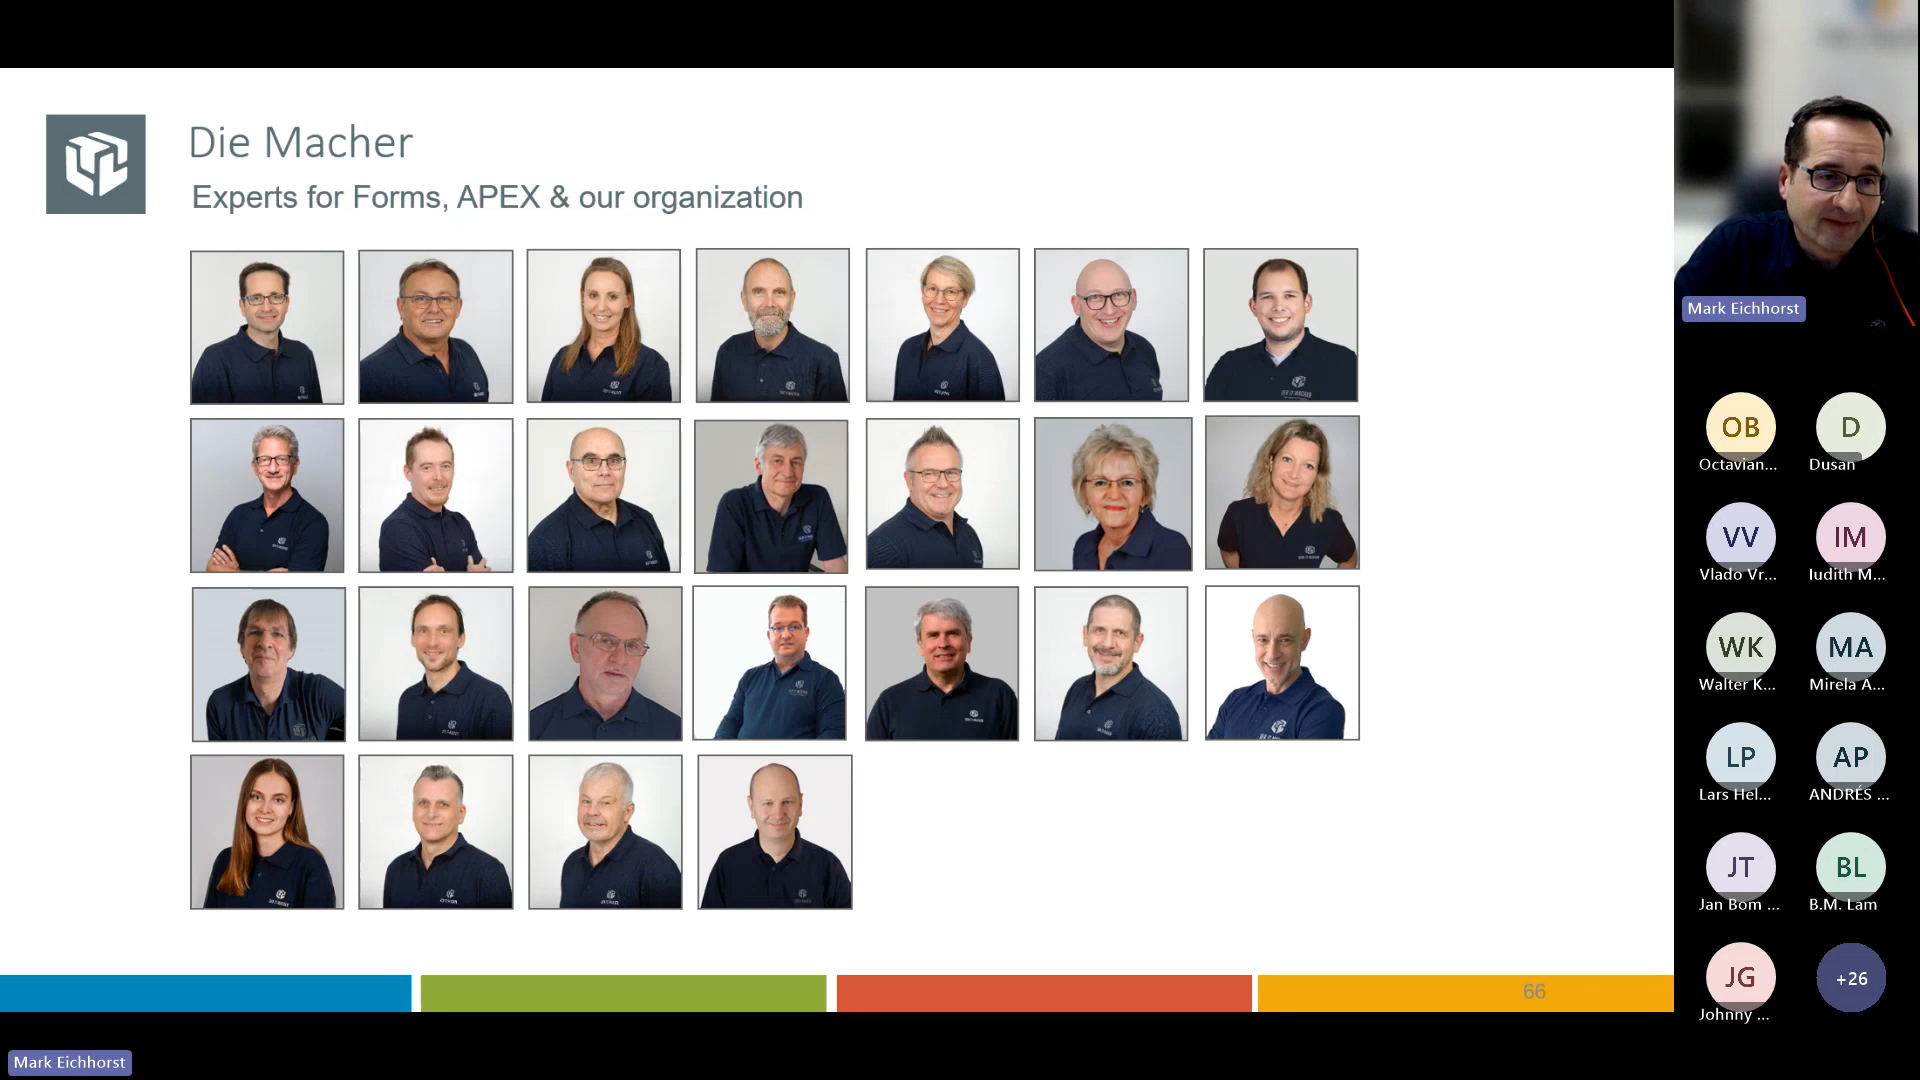 Die Macher
Experts for Forms, APEX & our organization
66
Mark Eichhorst
Mark Eichhorst
OB
Octavian...
D
Dusan
VV
Vlado Vr...
IM
Iudith M...
WK
Walter K...
MA
Mirela A...
LP
Lars Hel...
AP
ANDRÉS ...
JT
Jan Bom ...
BL
B.M. Lam
JG
Johnny ...
+26